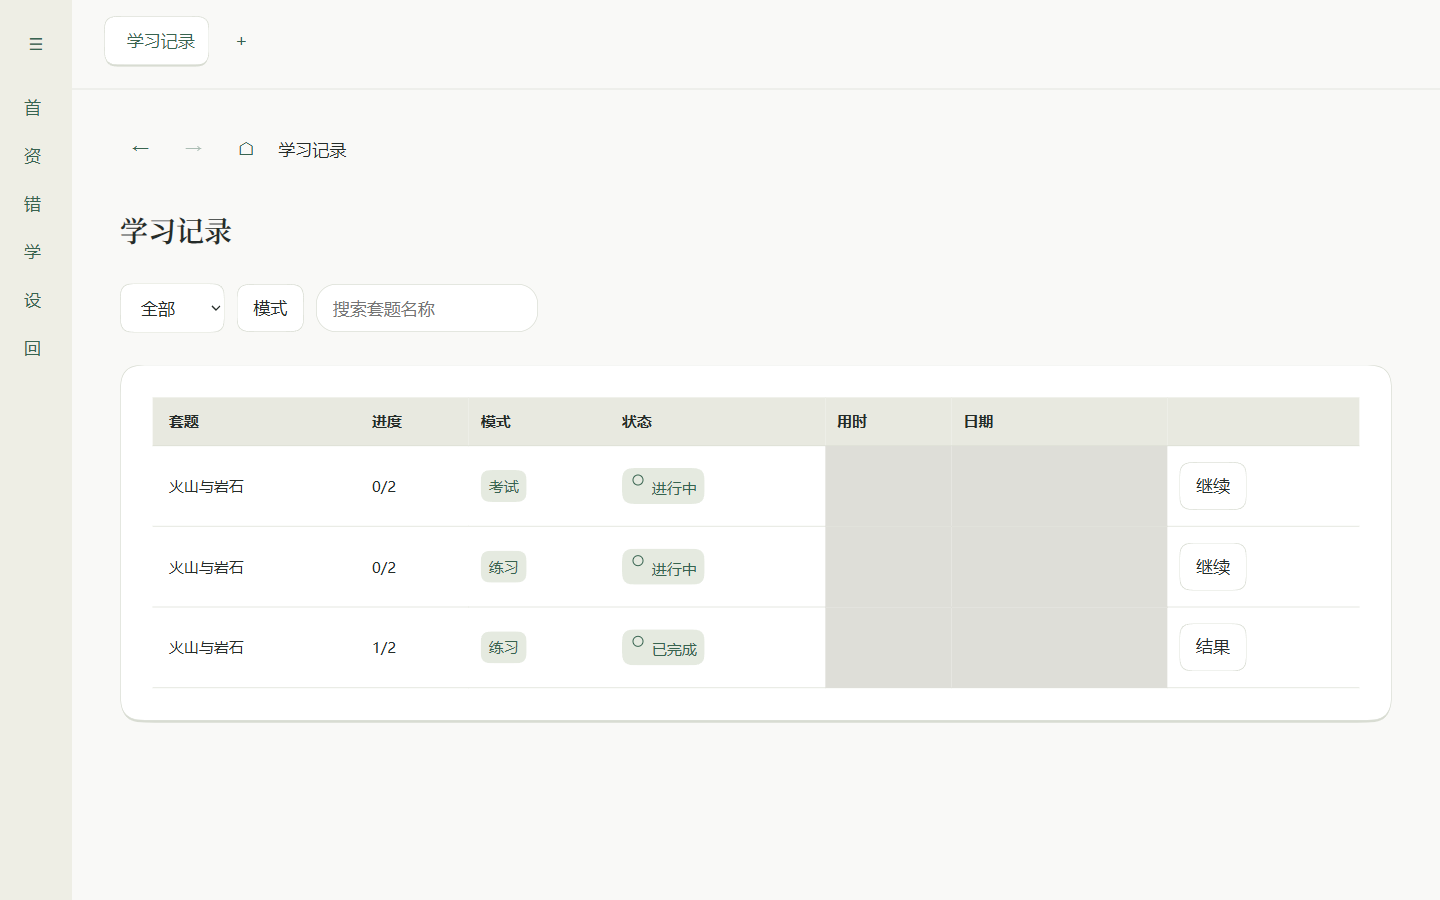 ☰
首
资
错
学
设
回
学习记录 +
← → 学习记录
学习记录
全部 模式 搜索套题名称
套题 进度 模式 状态 用时 日期
火山与岩石 0/2 考试 进行中 继续
火山与岩石 0/2 练习 进行中 继续
火山与岩石 1/2 练习 已完成 结果